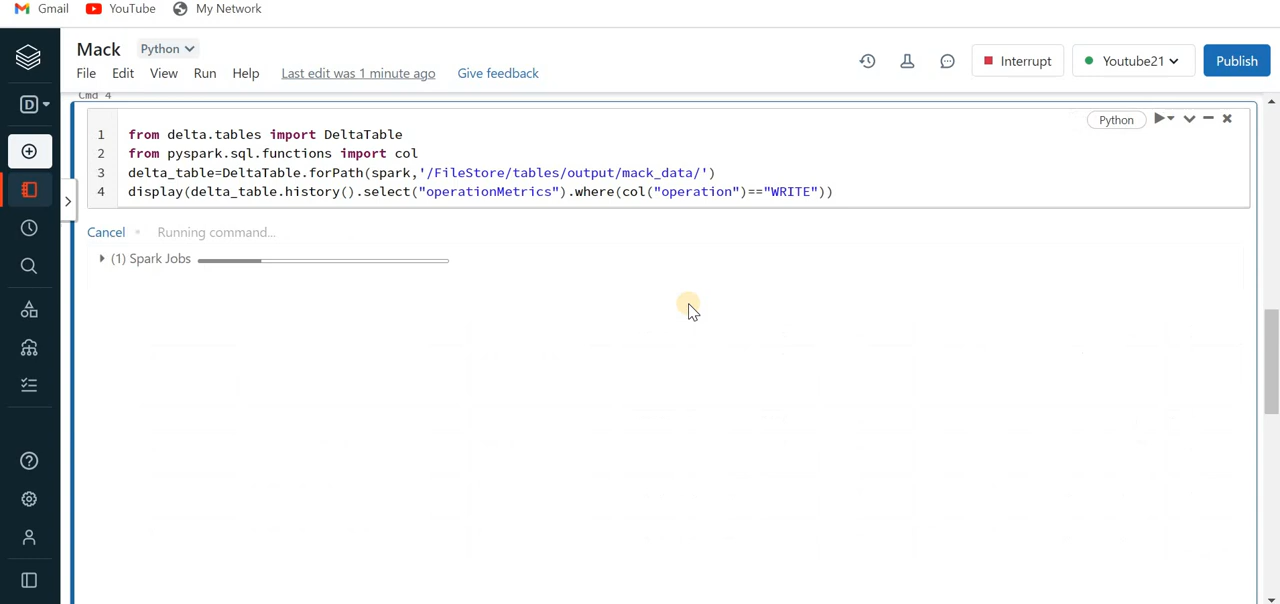 Gmail YouTube My Network
Mack Python
File Edit View Run Help Last edit was 1 minute ago Give feedback
Interrupt Youtube21 Publish
D
Cmd 4
Python
1 from delta.tables import DeltaTable
2 from pyspark.sql.functions import col
3 delta_table=DeltaTable.forPath(spark,'/FileStore/tables/output/mack_data/')
4 display(delta_table.history().select("operationMetrics").where(col("operation")=="WRITE"))
Cancel Running command...
(1) Spark Jobs